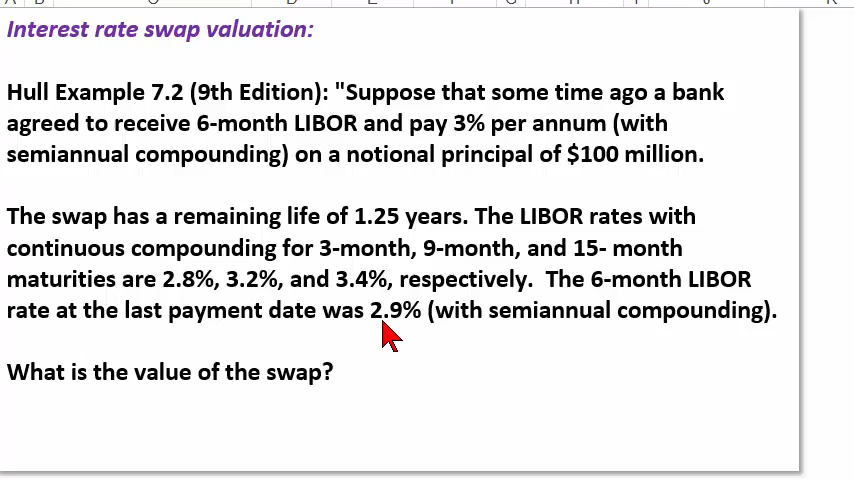 Interest rate swap valuation:
Hull Example 7.2 (9th Edition): "Suppose that some time ago a bank
agreed to receive 6-month LIBOR and pay 3% per annum (with
semiannual compounding) on a notional principal of $100 million.
The swap has a remaining life of 1.25 years. The LIBOR rates with
continuous compounding for 3-month, 9-month, and 15- month
maturities are 2.8%, 3.2%, and 3.4%, respectively.  The 6-month LIBOR
rate at the last payment date was 2.9% (with semiannual compounding).
What is the value of the swap?